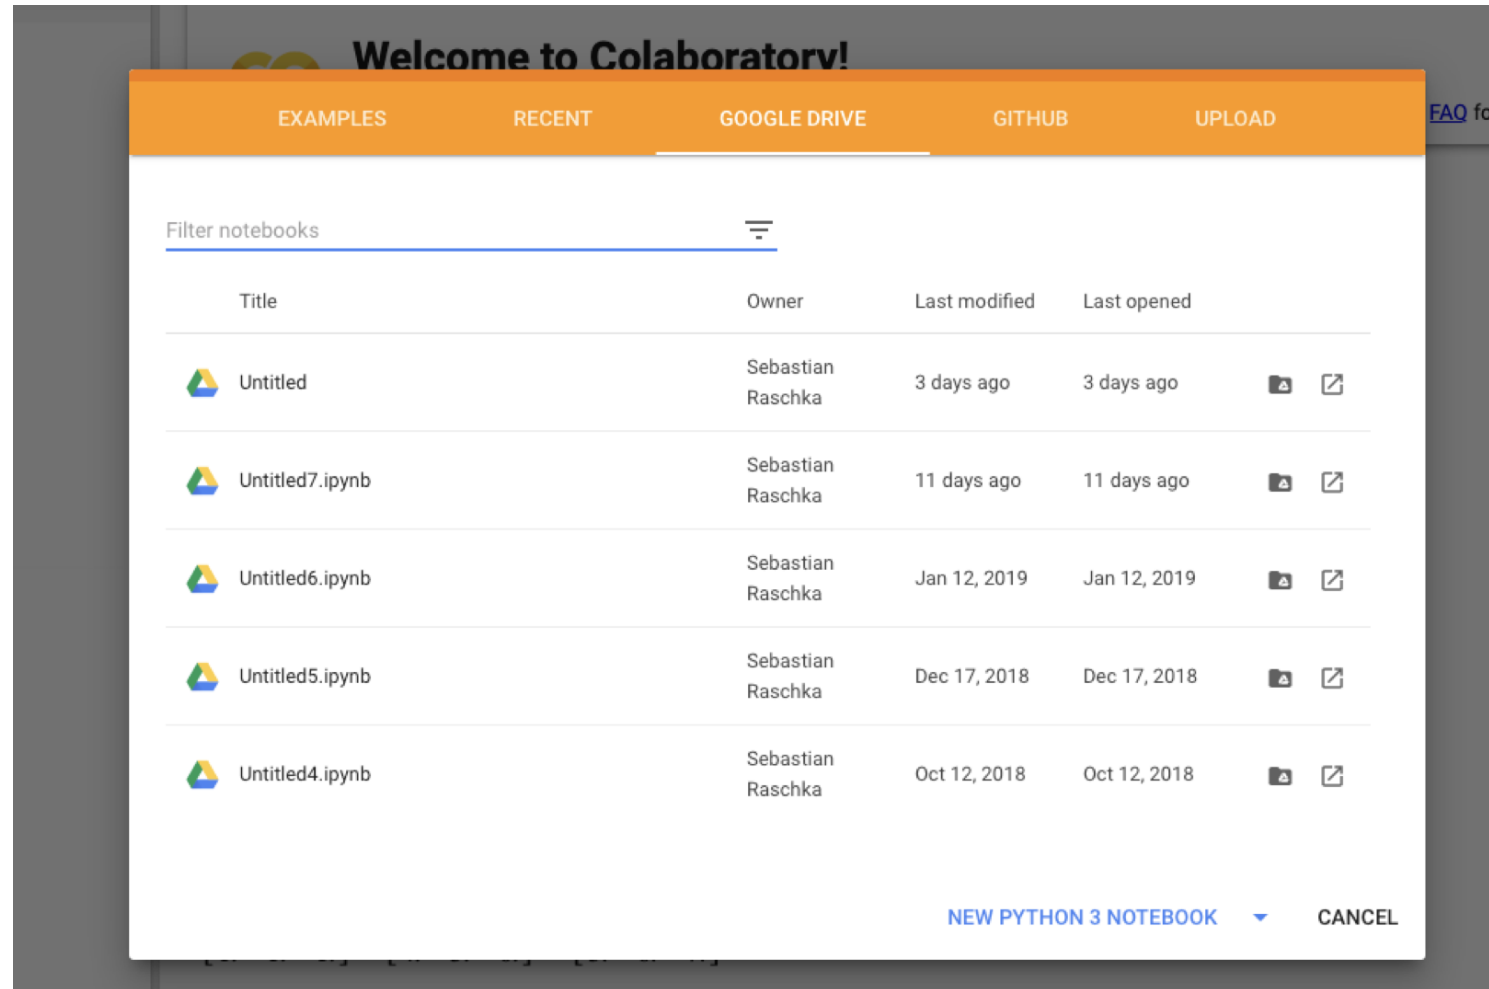 Welcome to Colaboratory!
EXAMPLES RECENT GOOGLE DRIVE GITHUB UPLOAD
FAQ
Filter notebooks
Title Owner Last modified Last opened
Untitled Sebastian Raschka 3 days ago 3 days ago
Untitled7.ipynb Sebastian Raschka 11 days ago 11 days ago
Untitled6.ipynb Sebastian Raschka Jan 12, 2019 Jan 12, 2019
Untitled5.ipynb Sebastian Raschka Dec 17, 2018 Dec 17, 2018
Untitled4.ipynb Sebastian Raschka Oct 12, 2018 Oct 12, 2018
NEW PYTHON 3 NOTEBOOK CANCEL